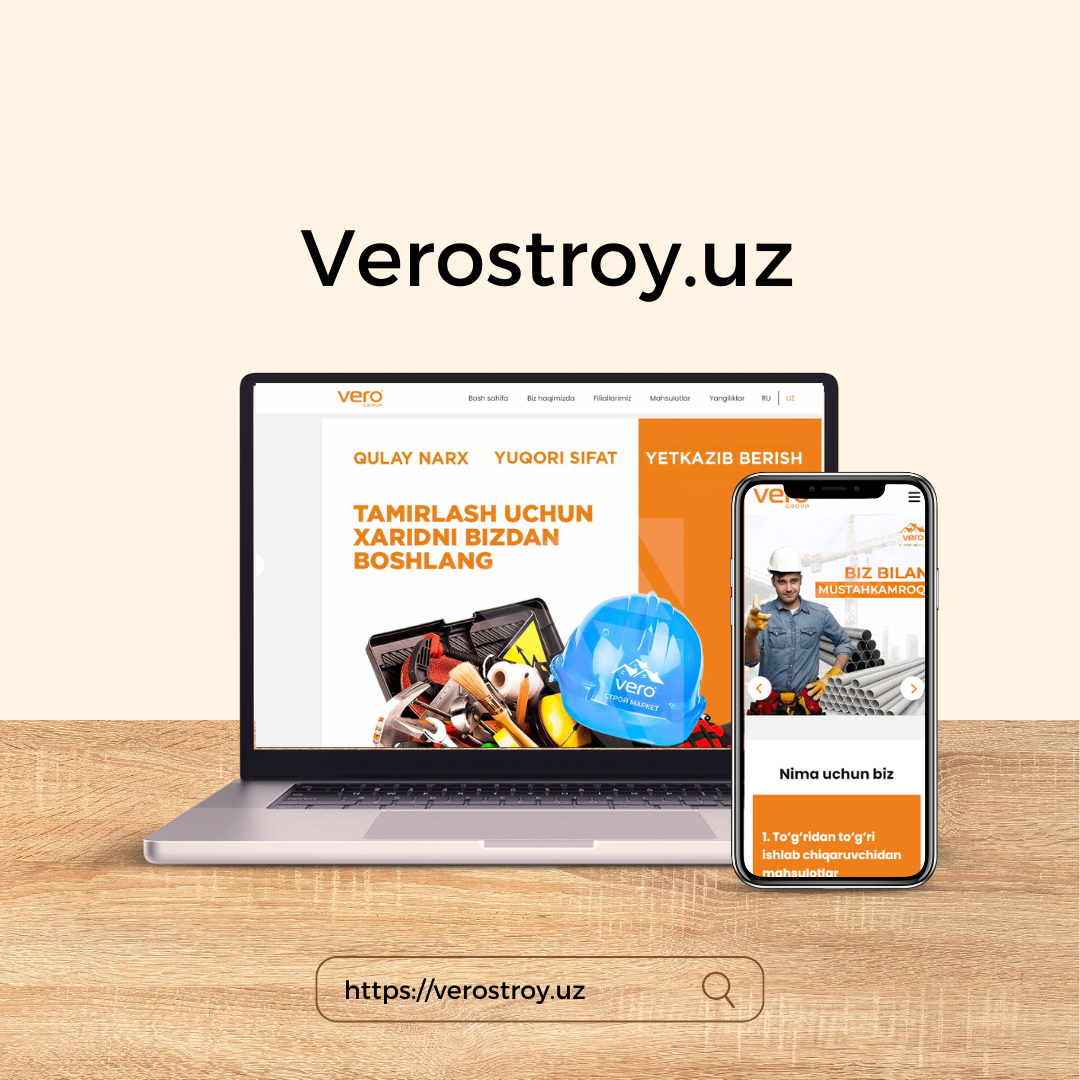 Verostroy.uz
vero
GROUP
Bosh sahifa Biz haqimizda Filiallarimiz Mahsulotlar Yangiliklar RU UZ
QULAY NARX YUQORI SIFAT YETKAZIB BERISH
TAMIRLASH UCHUN
XARIDNI BIZDAN
BOSHLANG
vero
СТРОЙ МАРКЕТ
vero
GROUP
vero
BIZ BILAN
MUSTAHKAMROQ
Nima uchun biz
1. To‘g‘ridan to‘g‘ri
ishlab chiqaruvchidan
mahsulotlar
https://verostroy.uz